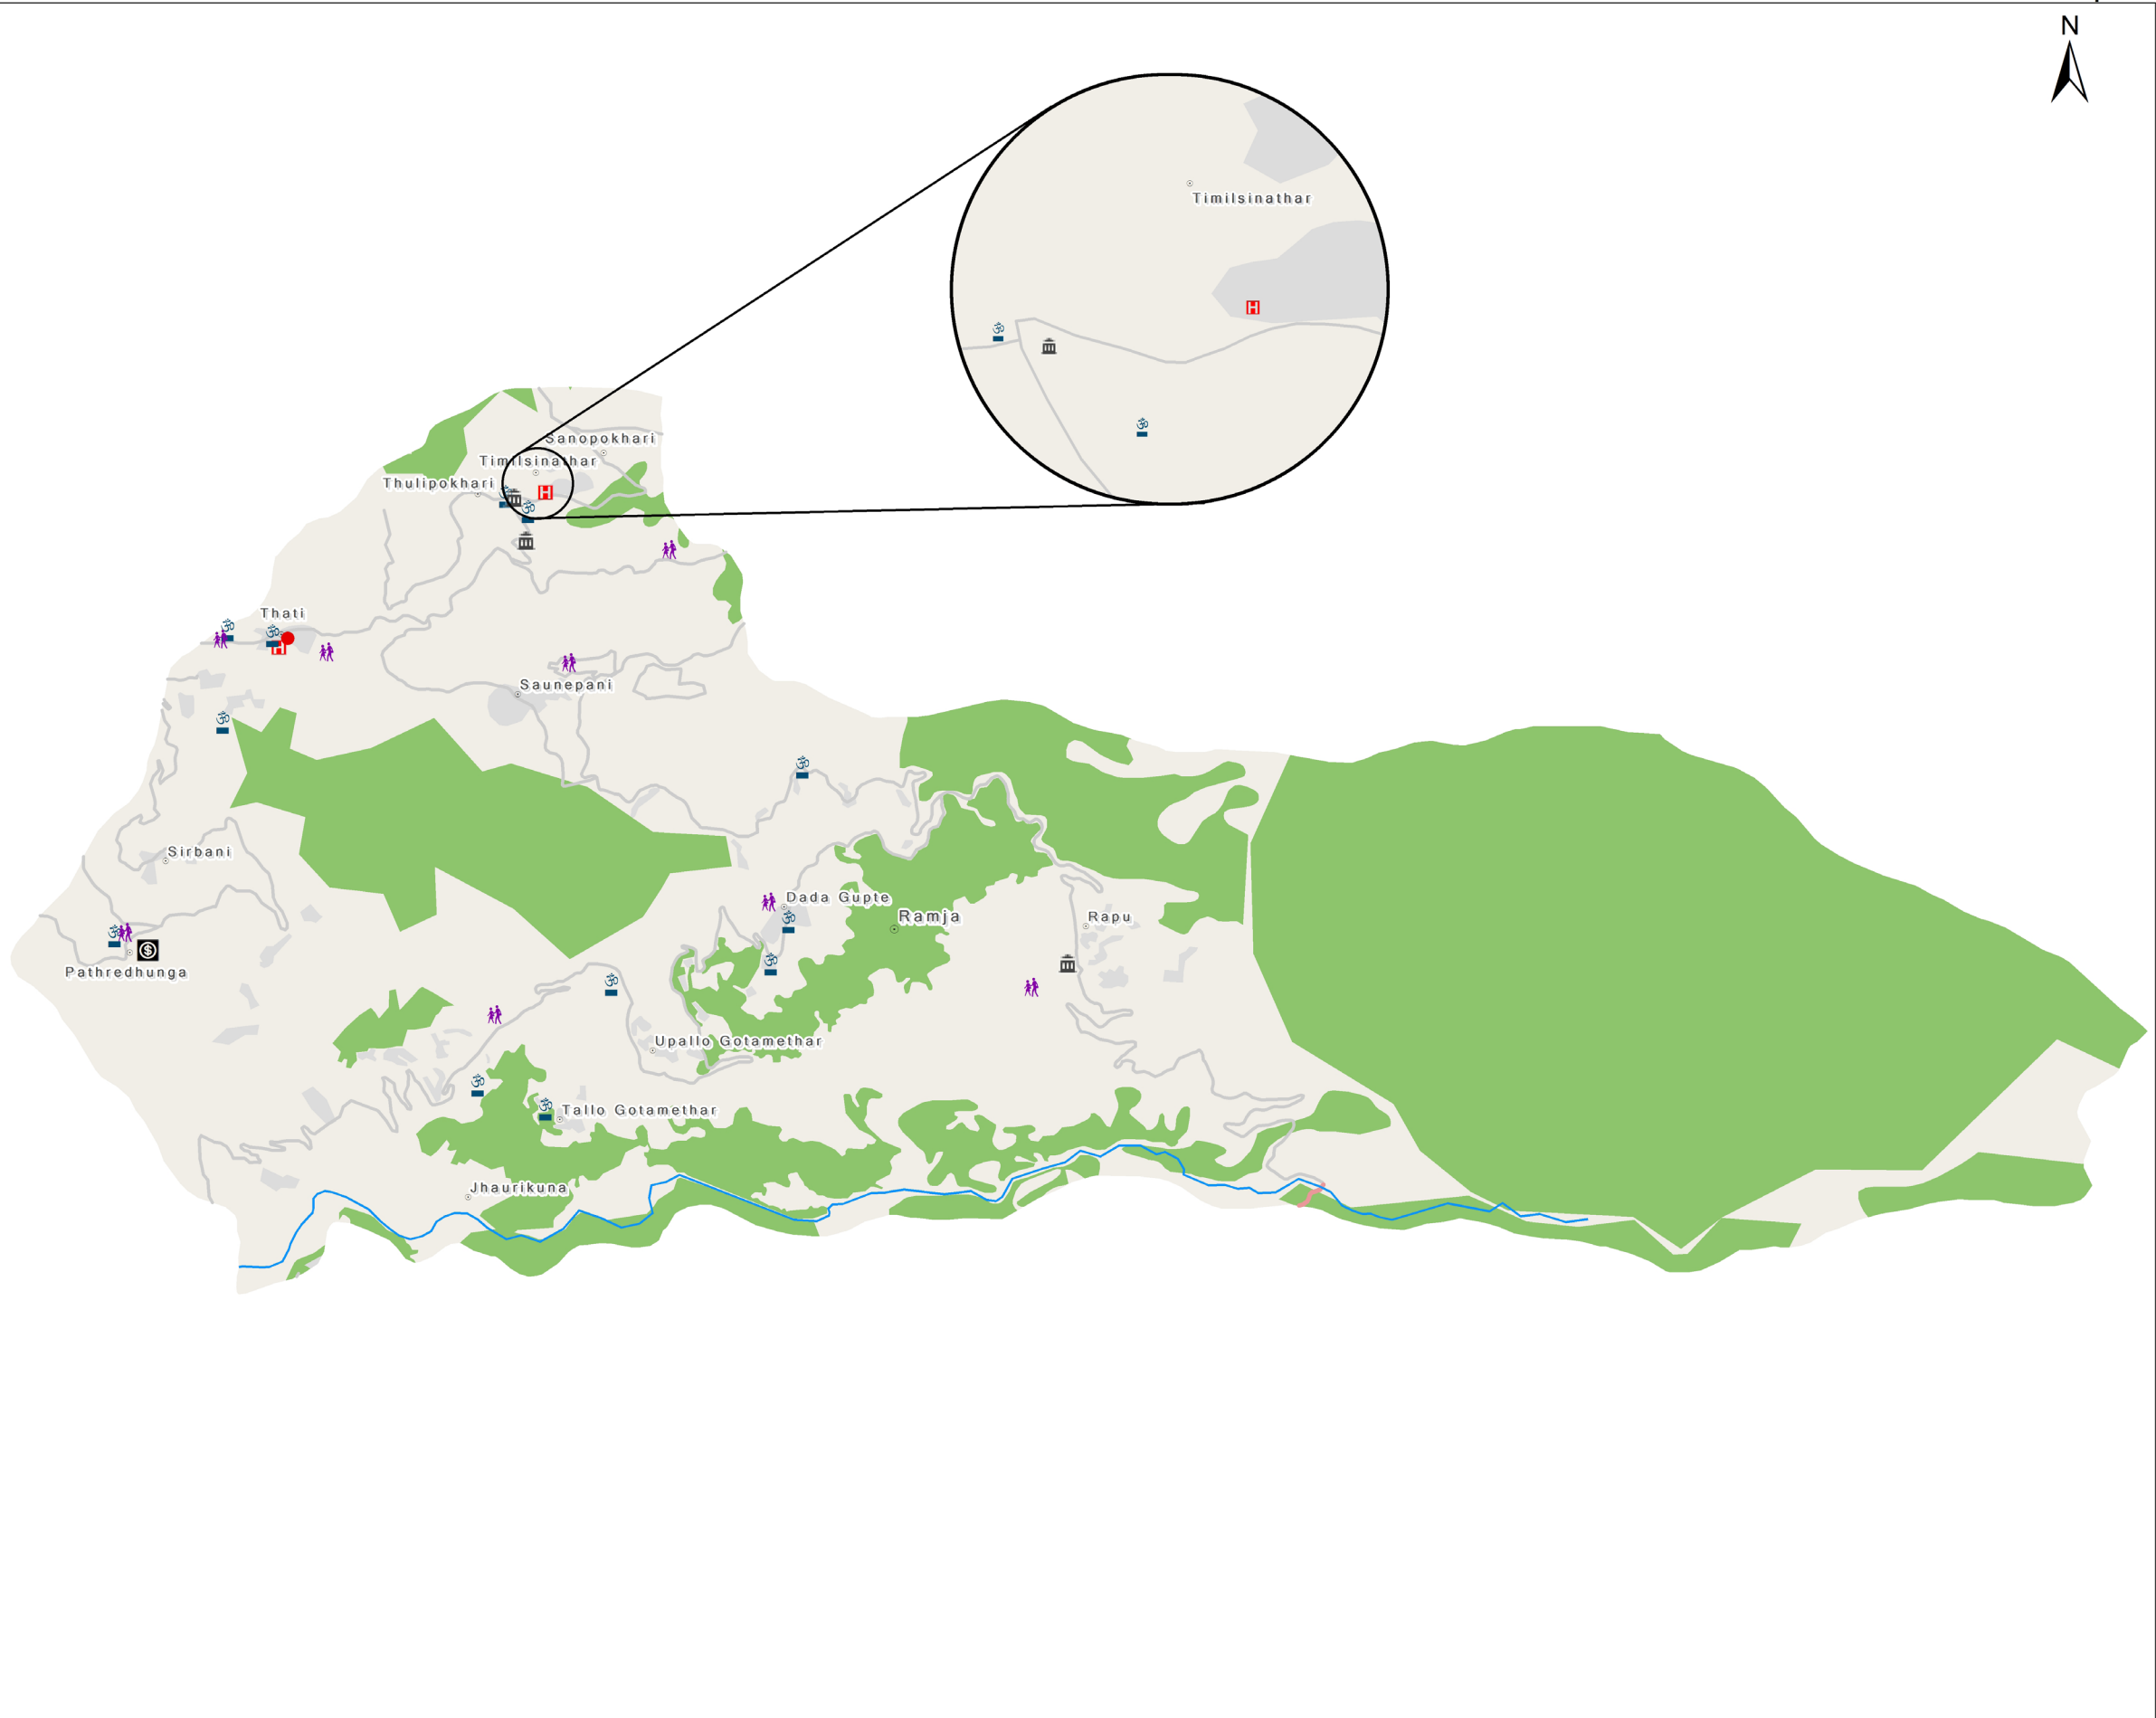 N
Timilsinathar
Sanopokhari
Timilsinathar
Thulipokhari
H
H
Thati
H
Saunepani
Sirbani
Dada Gupte
Ramja
Rapu
Pathredhunga
Upallo Gotamethar
Tallo Gotamethar
Jhaurikuna